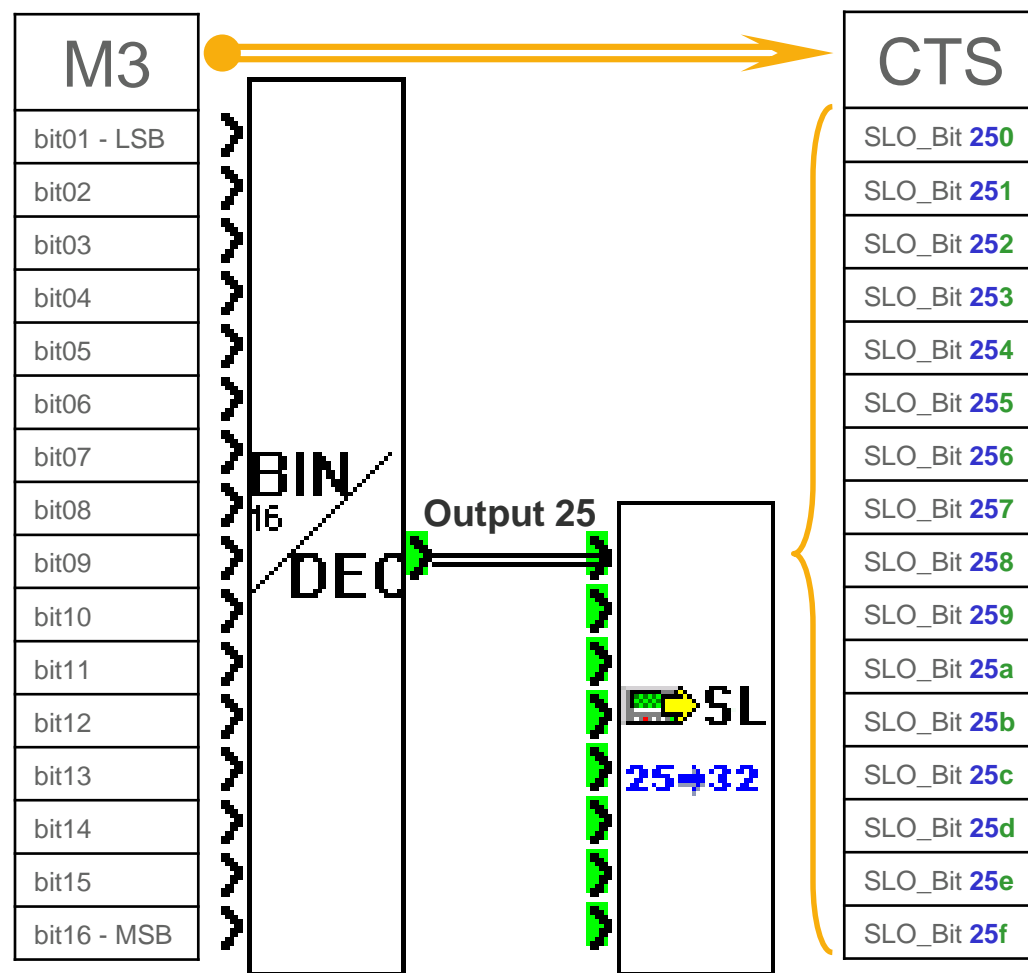 M3
CTS
bit01 - LSB
bit02
bit03
bit04
bit05
bit06
bit07
bit08
bit09
bit10
bit11
bit12
bit13
bit14
bit15
bit16 - MSB
BIN
16
DEC
Output 25
SL
25➔32
SLO_Bit 250
SLO_Bit 251
SLO_Bit 252
SLO_Bit 253
SLO_Bit 254
SLO_Bit 255
SLO_Bit 256
SLO_Bit 257
SLO_Bit 258
SLO_Bit 259
SLO_Bit 25a
SLO_Bit 25b
SLO_Bit 25c
SLO_Bit 25d
SLO_Bit 25e
SLO_Bit 25f